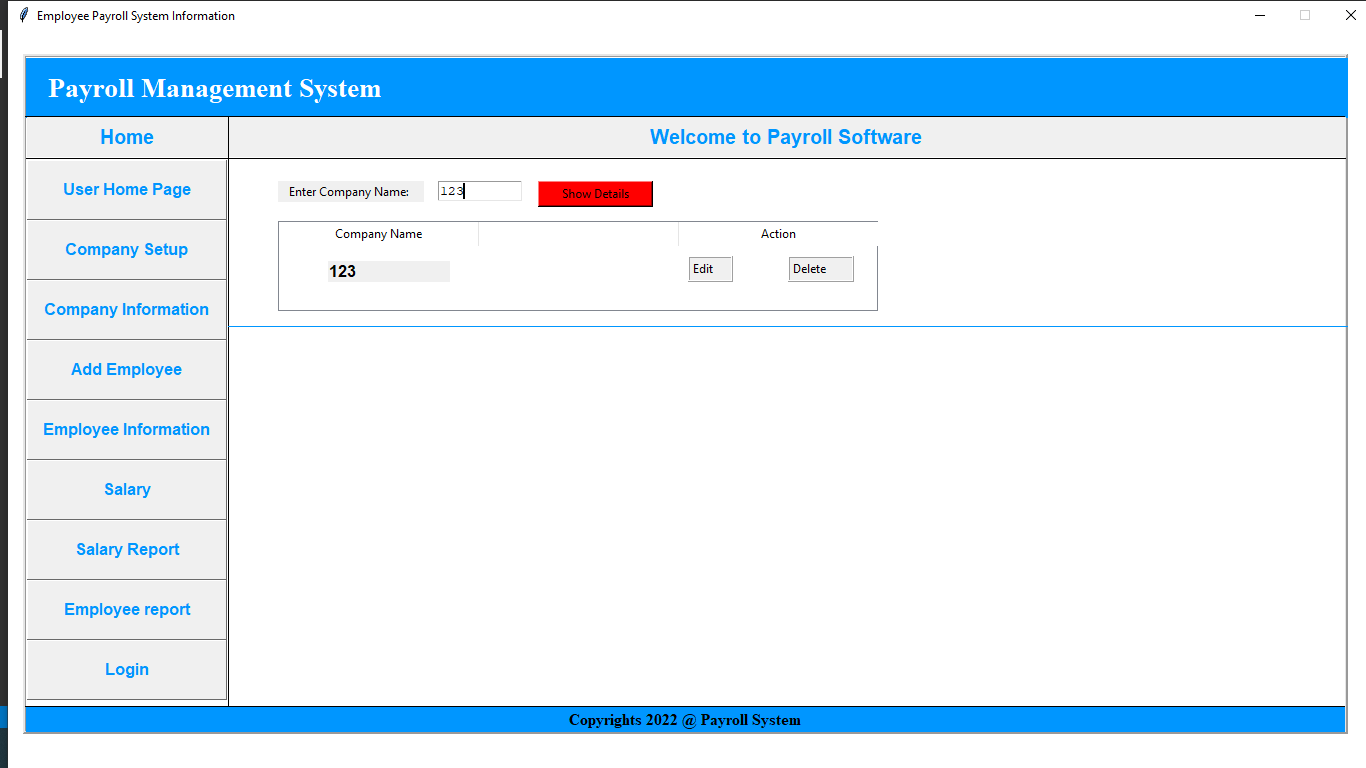 Employee Payroll System Information
Payroll Management System
Home
Welcome to Payroll Software
User Home Page
Company Setup
Company Information
Add Employee
Employee Information
Salary
Salary Report
Employee report
Login
Enter Company Name: 123 Show Details
Company Name Action
123 Edit Delete
Copyrights 2022 @ Payroll System